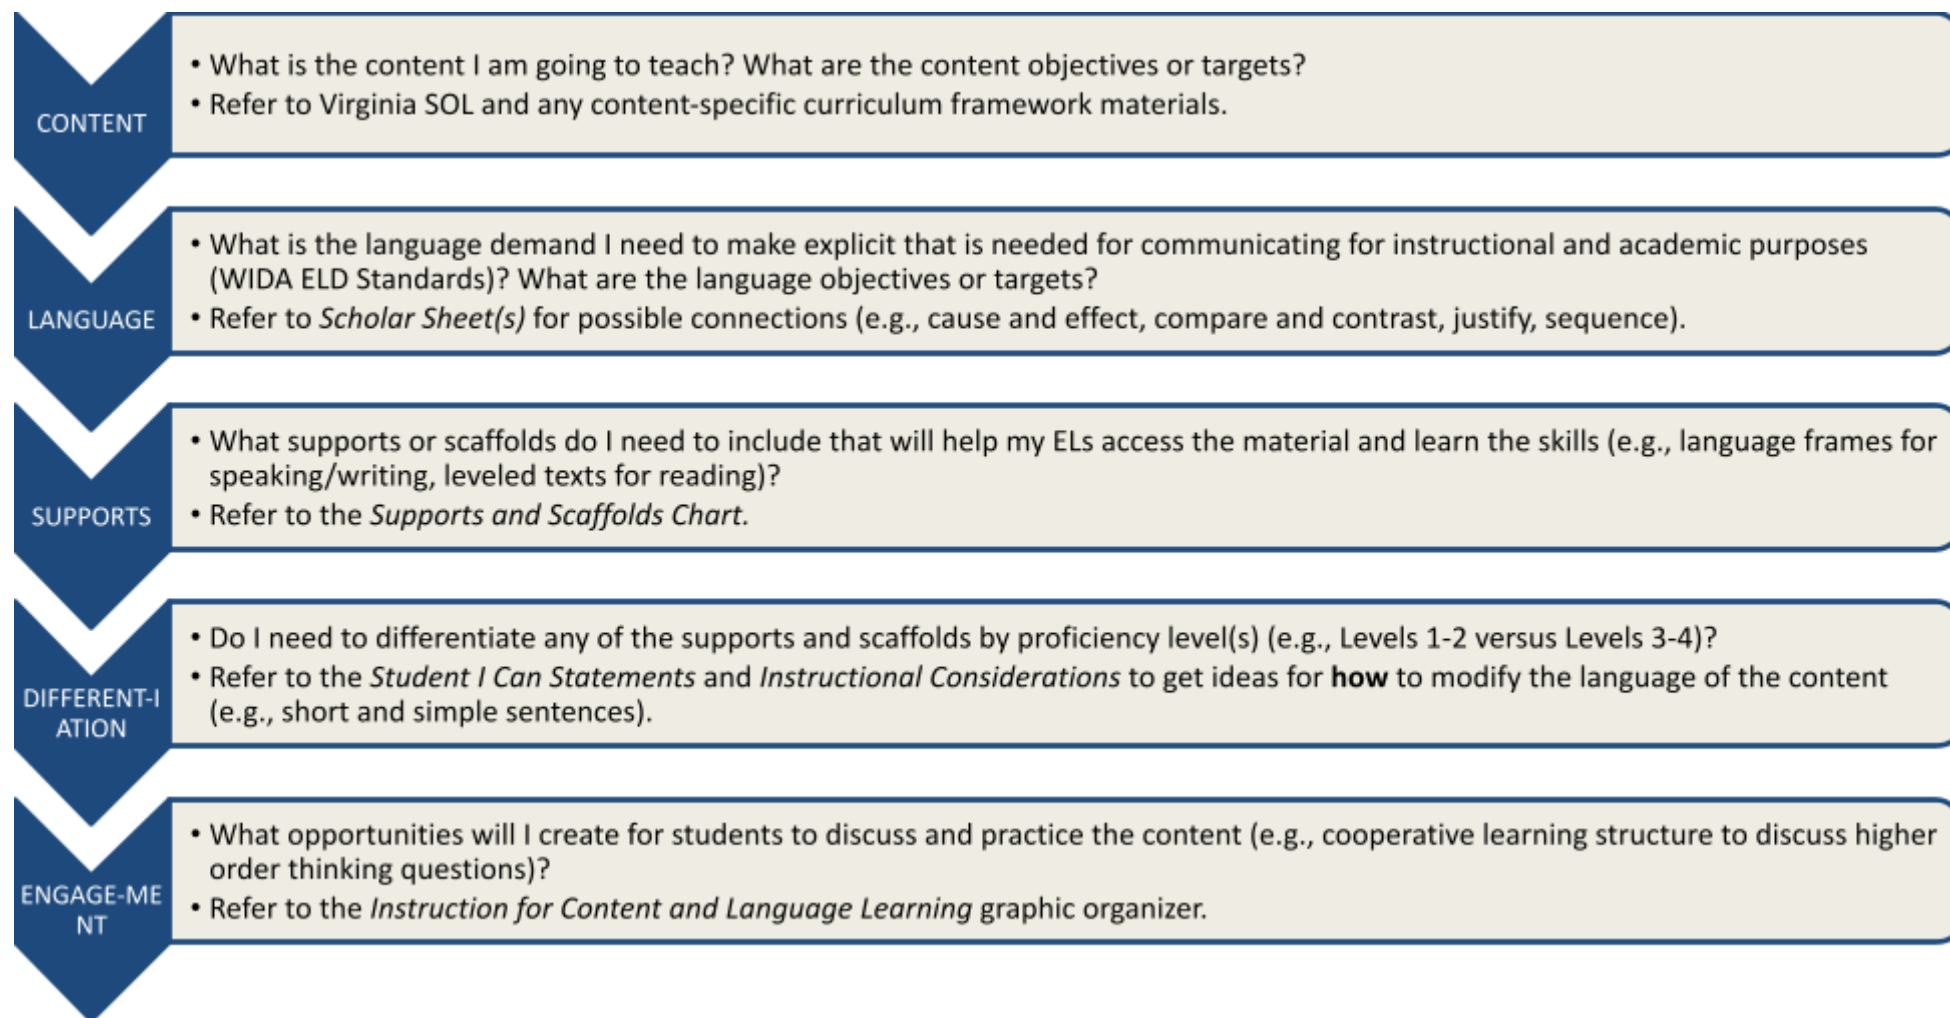 CONTENT
• What is the content I am going to teach? What are the content objectives or targets?
• Refer to Virginia SOL and any content-specific curriculum framework materials.
LANGUAGE
• What is the language demand I need to make explicit that is needed for communicating for instructional and academic purposes
(WIDA ELD Standards)? What are the language objectives or targets?
• Refer to Scholar Sheet(s) for possible connections (e.g., cause and effect, compare and contrast, justify, sequence).
SUPPORTS
• What supports or scaffolds do I need to include that will help my ELs access the material and learn the skills (e.g., language frames for
speaking/writing, leveled texts for reading)?
• Refer to the Supports and Scaffolds Chart.
DIFFERENT-I
ATION
• Do I need to differentiate any of the supports and scaffolds by proficiency level(s) (e.g., Levels 1-2 versus Levels 3-4)?
• Refer to the Student I Can Statements and Instructional Considerations to get ideas for how to modify the language of the content
(e.g., short and simple sentences).
ENGAGE-ME
NT
• What opportunities will I create for students to discuss and practice the content (e.g., cooperative learning structure to discuss higher
order thinking questions)?
• Refer to the Instruction for Content and Language Learning graphic organizer.